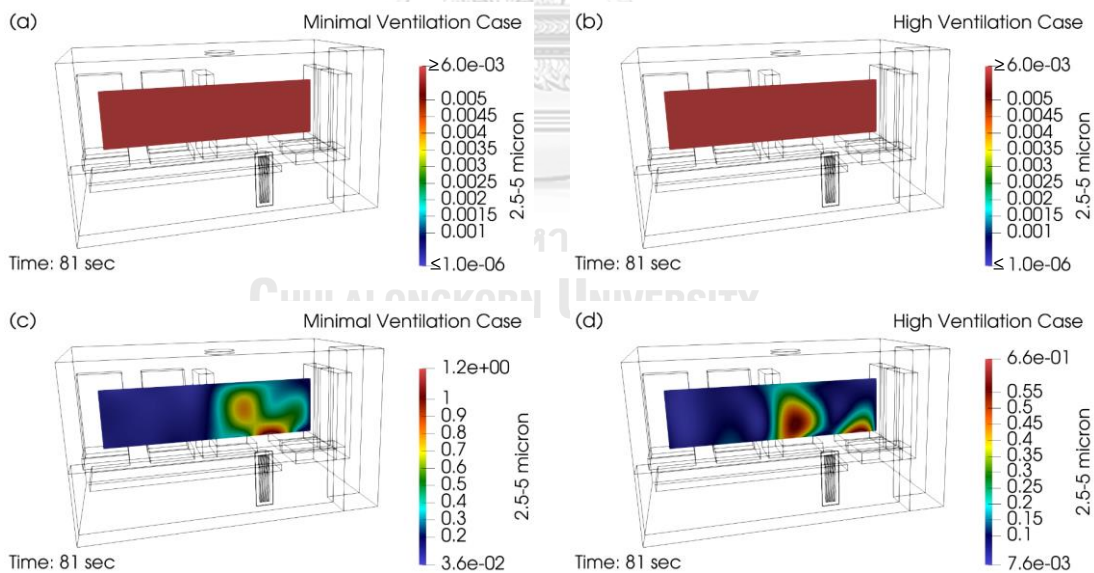 (a)
Minimal Ventilation Case
≥6.0e-03
0.005
0.0045
0.004
0.0035
0.003
0.0025
0.002
0.0015
0.001
≤1.0e-06
2.5-5 micron
Time: 81 sec
(b)
High Ventilation Case
≥6.0e-03
0.005
0.0045
0.004
0.0035
0.003
0.0025
0.002
0.0015
0.001
≤1.0e-06
2.5-5 micron
Time: 81 sec
CHULALONGKORN UNIVERSITY
(c)
Minimal Ventilation Case
1.2e+00
1
0.9
0.8
0.7
0.6
0.5
0.4
0.3
0.2
3.6e-02
2.5-5 micron
Time: 81 sec
(d)
High Ventilation Case
6.6e-01
0.55
0.5
0.45
0.4
0.35
0.3
0.25
0.2
0.15
0.1
7.6e-03
2.5-5 micron
Time: 81 sec